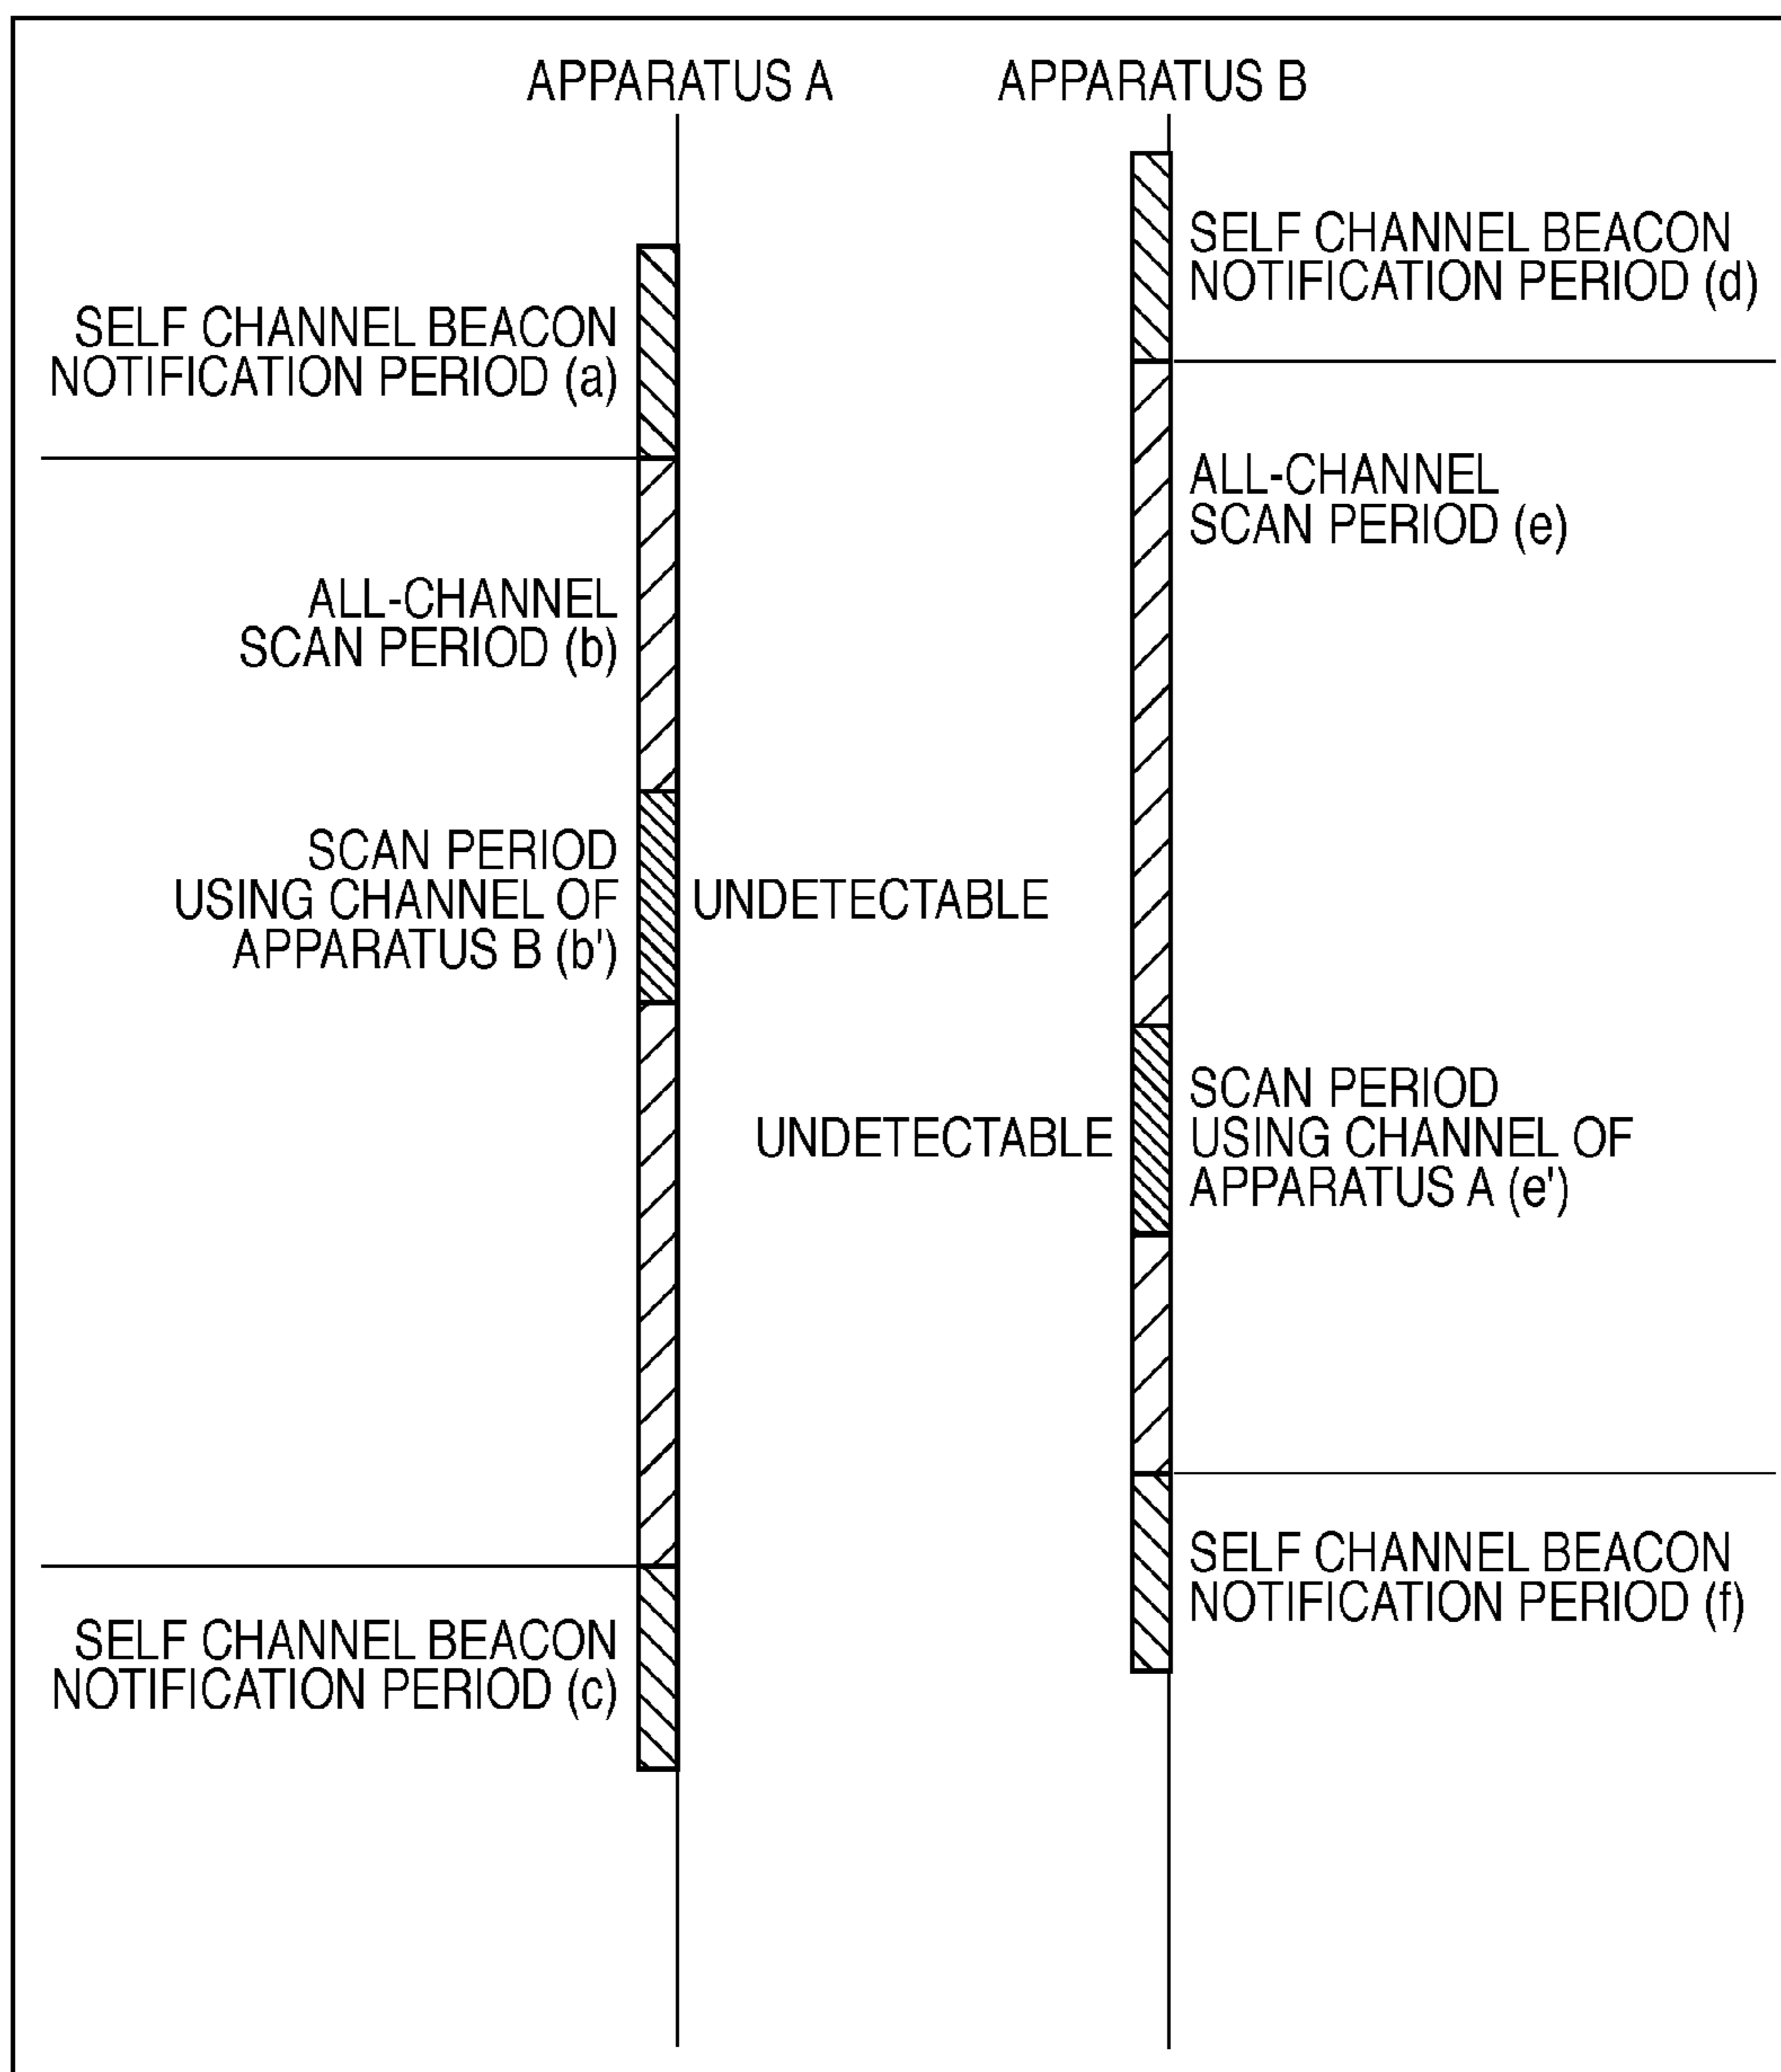 APPARATUS A
APPARATUS B
SELF CHANNEL BEACON
NOTIFICATION PERIOD (d)
SELF CHANNEL BEACON
NOTIFICATION PERIOD (a)
ALL-CHANNEL
SCAN PERIOD (e)
ALL-CHANNEL
SCAN PERIOD (b)
SCAN PERIOD
USING CHANNEL OF
APPARATUS B (b')
UNDETECTABLE
UNDETECTABLE
SCAN PERIOD
USING CHANNEL OF
APPARATUS A (e')
SELF CHANNEL BEACON
NOTIFICATION PERIOD (f)
SELF CHANNEL BEACON
NOTIFICATION PERIOD (c)